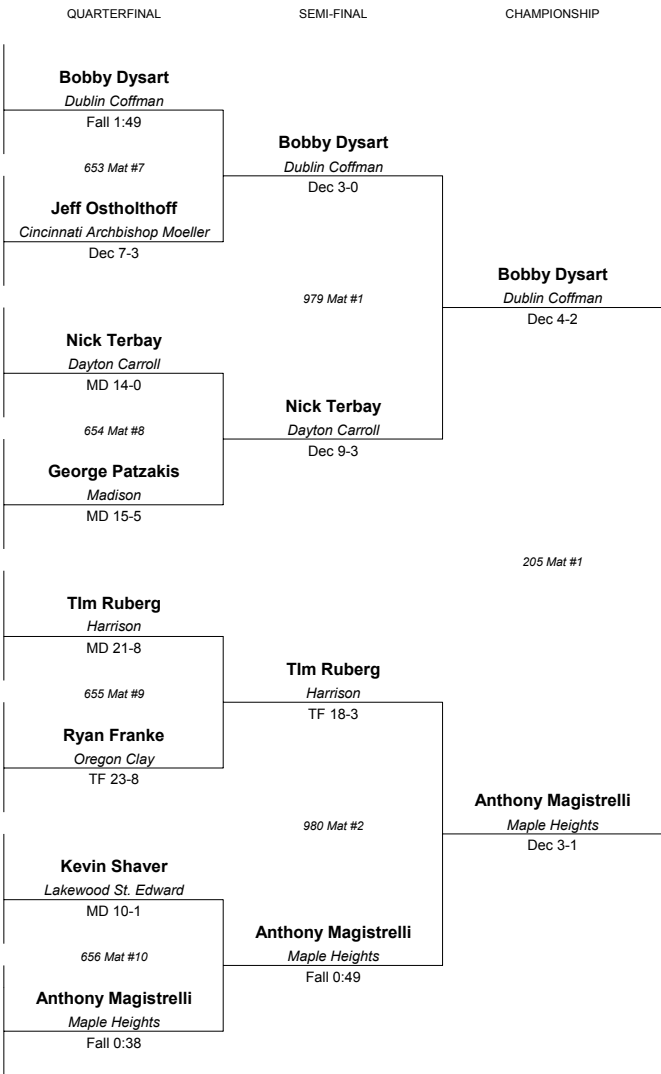 QUARTERFINAL SEMI-FINAL CHAMPIONSHIP
Bobby Dysart
Dublin Coffman
Fall 1:49
653 Mat #7
Jeff Ostholthoff
Cincinnati Archbishop Moeller
Dec 7-3
Bobby Dysart
Dublin Coffman
Dec 3-0
Nick Terbay
Dayton Carroll
MD 14-0
654 Mat #8
George Patzakis
Madison
MD 15-5
979 Mat #1
Nick Terbay
Dayton Carroll
Dec 9-3
Bobby Dysart
Dublin Coffman
Dec 4-2
205 Mat #1
TIm Ruberg
Harrison
MD 21-8
655 Mat #9
Ryan Franke
Oregon Clay
TF 23-8
TIm Ruberg
Harrison
TF 18-3
980 Mat #2
Kevin Shaver
Lakewood St. Edward
MD 10-1
656 Mat #10
Anthony Magistrelli
Maple Heights
Fall 0:38
Anthony Magistrelli
Maple Heights
Fall 0:49
Anthony Magistrelli
Maple Heights
Dec 3-1